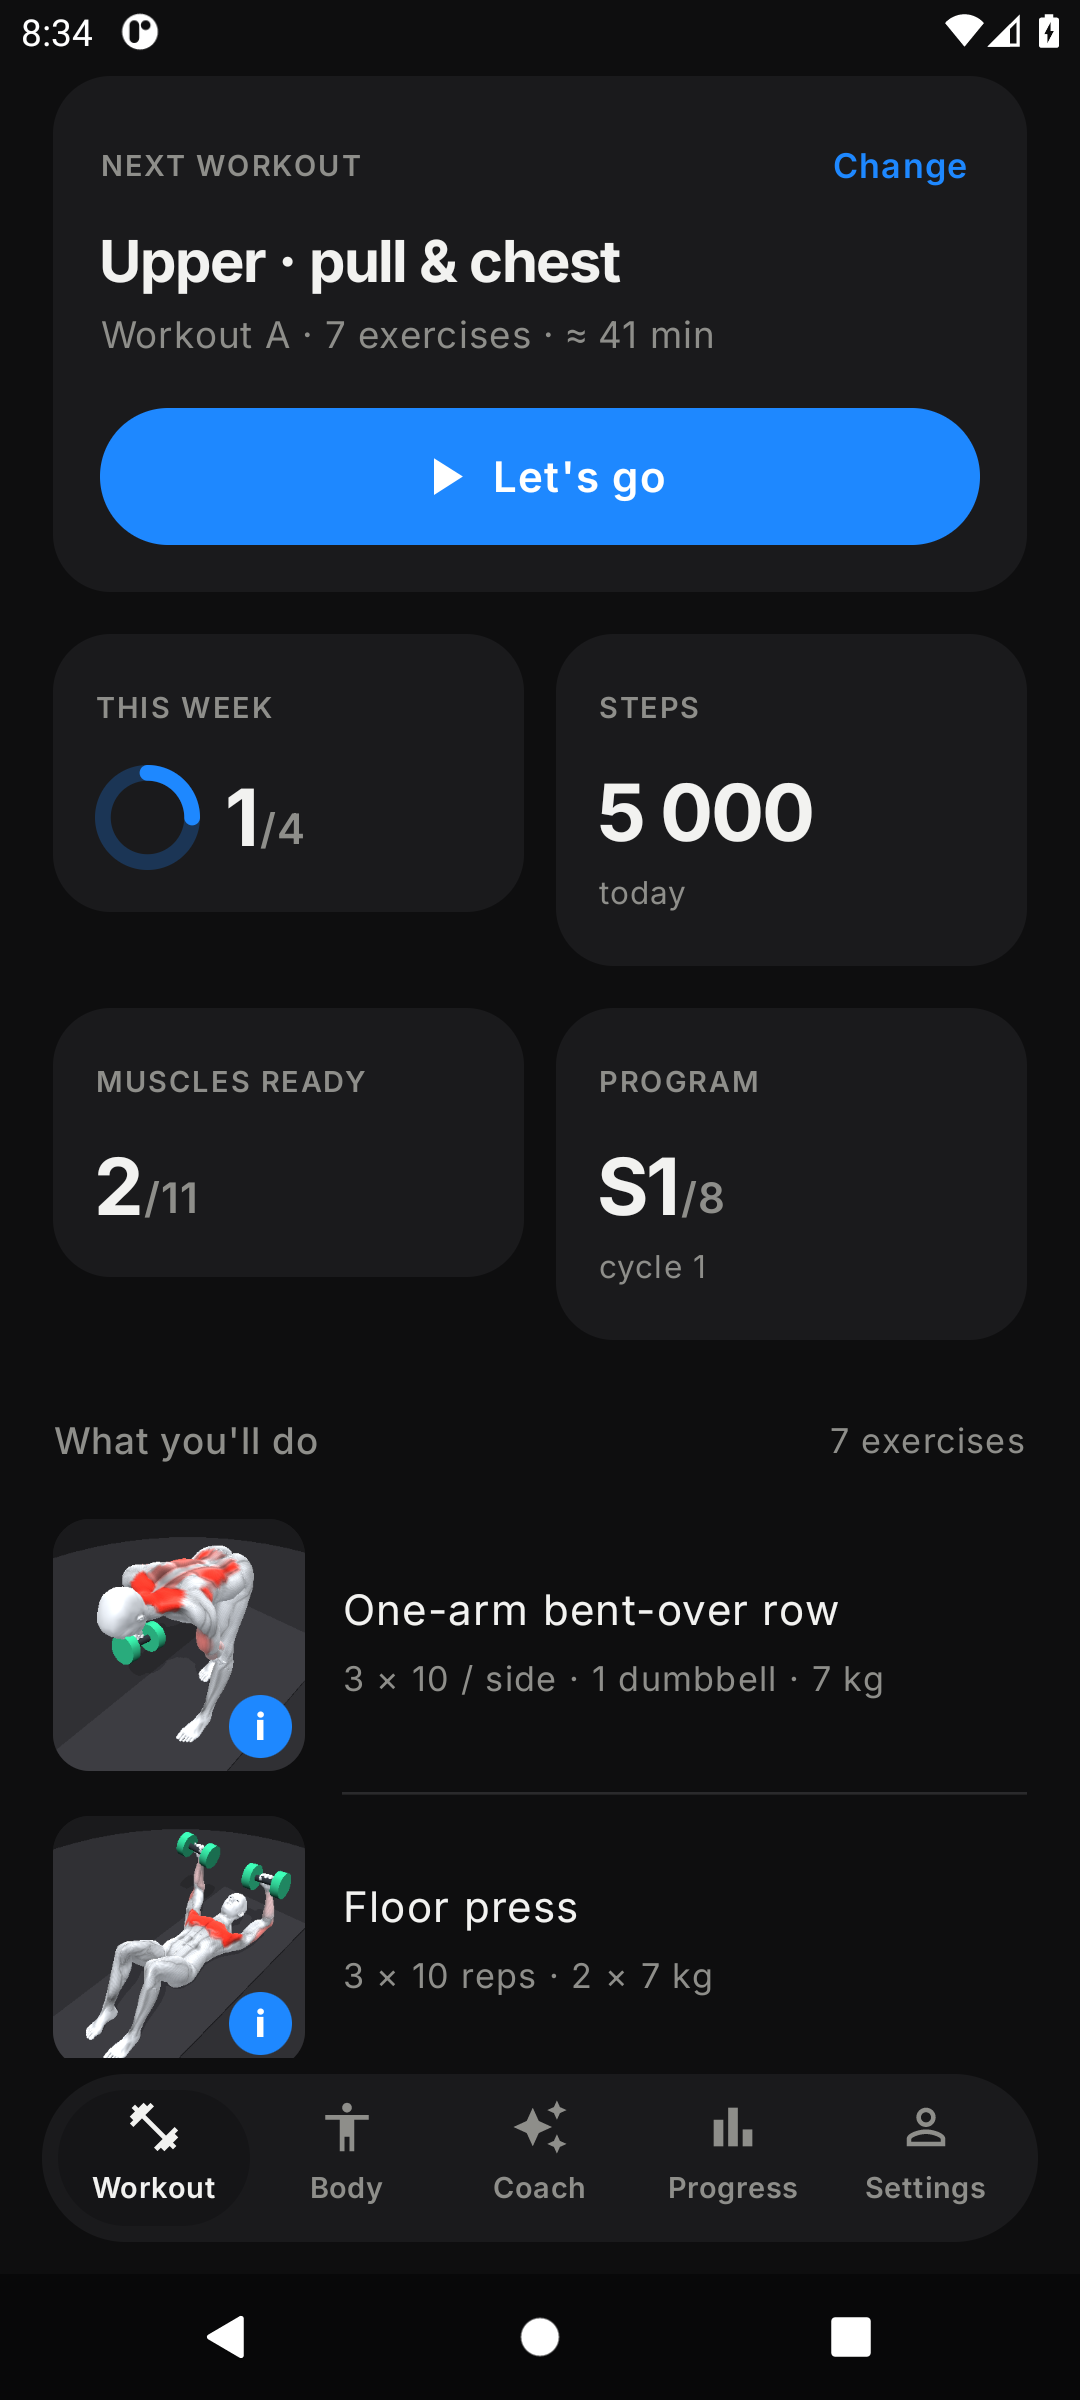 8:34
NEXT WORKOUT
Change
Upper · pull & chest
Workout A · 7 exercises · ≈ 41 min
Let's go
THIS WEEK
1/4
STEPS
5 000
today
MUSCLES READY
2/11
PROGRAM
S1/8
cycle 1
What you'll do
7 exercises
One-arm bent-over row
3 × 10 / side · 1 dumbbell · 7 kg
i
Floor press
3 × 10 reps · 2 × 7 kg
i
Workout
Body
Coach
Progress
Settings